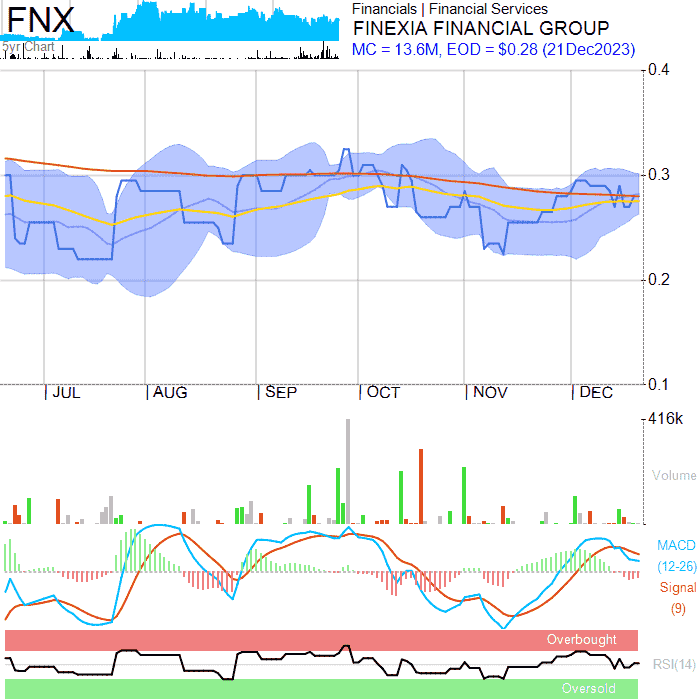 FNX
5yr Chart
Financials | Financial Services
FINEXIA FINANCIAL GROUP
MC = 13.6M, EOD = $0.28 (21Dec2023)
0.4
0.3
0.2
0.1
JUL AUG SEP OCT NOV DEC
416k
Volume
MACD
(12-26)
Signal
(9)
Overbought
RSI(14)
Oversold